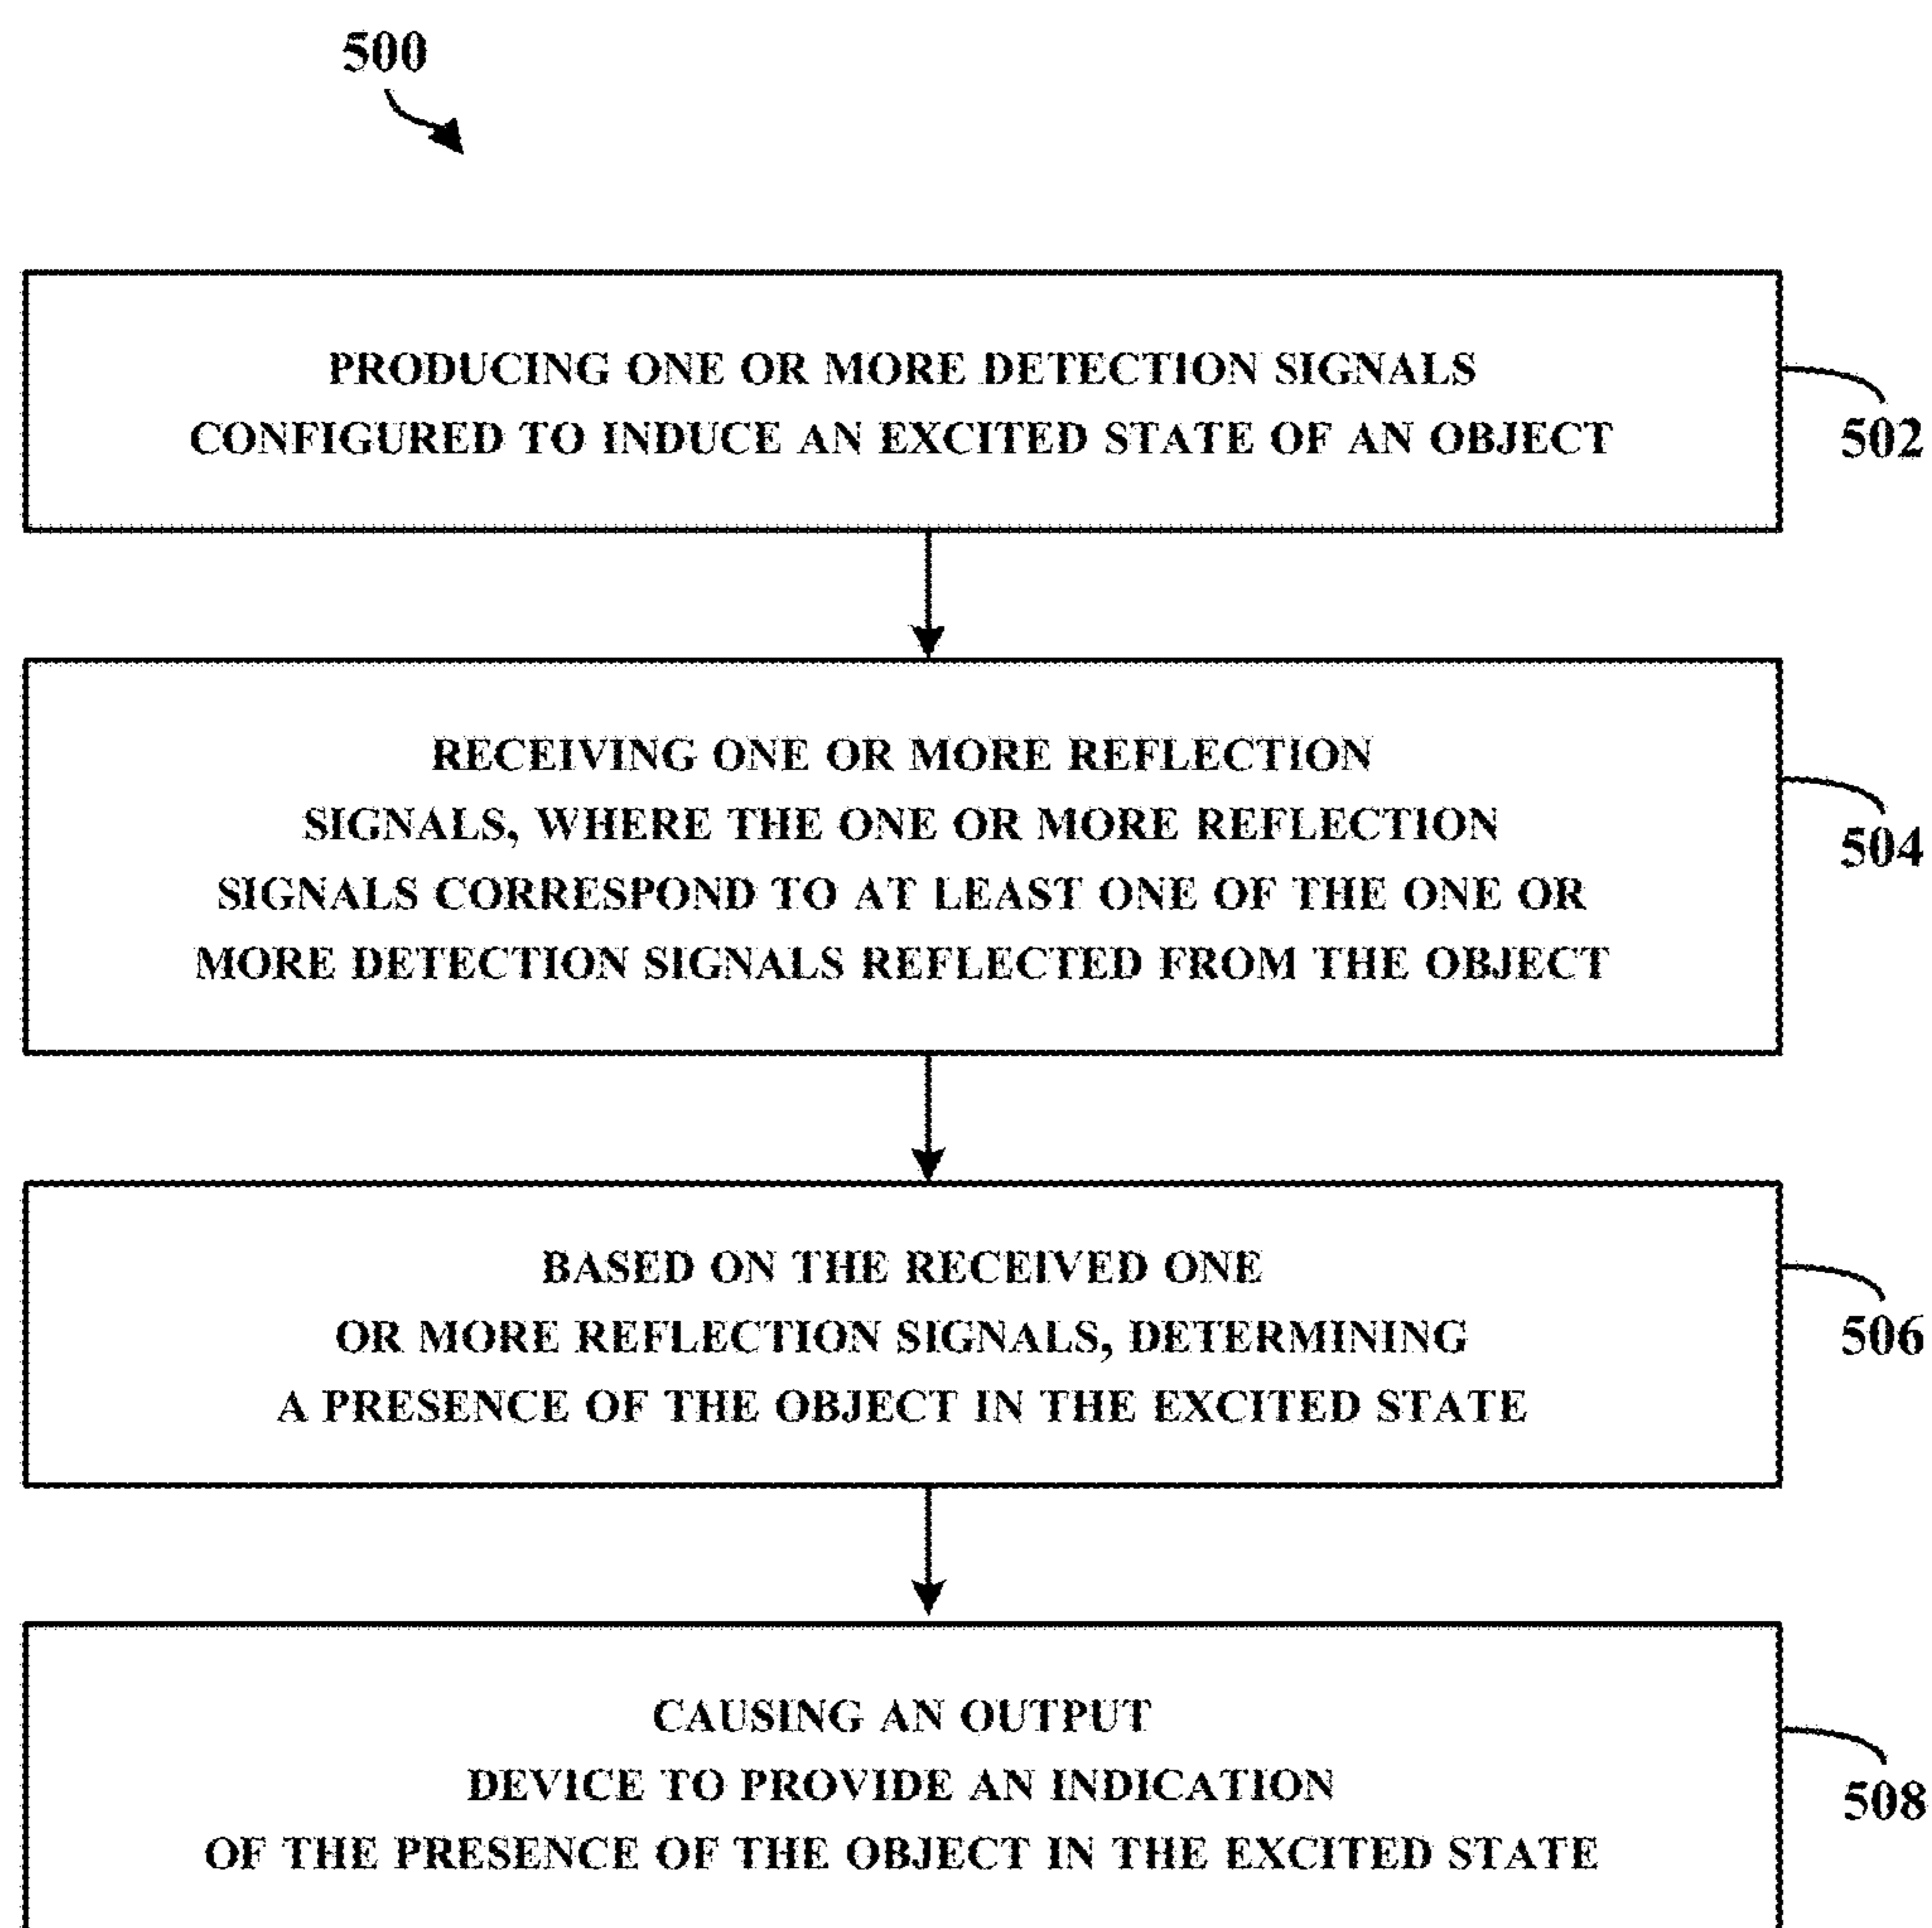 500
PRODUCING ONE OR MORE DETECTION SIGNALS
CONFIGURED TO INDUCE AN EXCITED STATE OF AN OBJECT
502
RECEIVING ONE OR MORE REFLECTION
SIGNALS, WHERE THE ONE OR MORE REFLECTION
SIGNALS CORRESPOND TO AT LEAST ONE OF THE ONE OR
MORE DETECTION SIGNALS REFLECTED FROM THE OBJECT
504
BASED ON THE RECEIVED ONE
OR MORE REFLECTION SIGNALS, DETERMINING
A PRESENCE OF THE OBJECT IN THE EXCITED STATE
506
CAUSING AN OUTPUT
DEVICE TO PROVIDE AN INDICATION
OF THE PRESENCE OF THE OBJECT IN THE EXCITED STATE
508